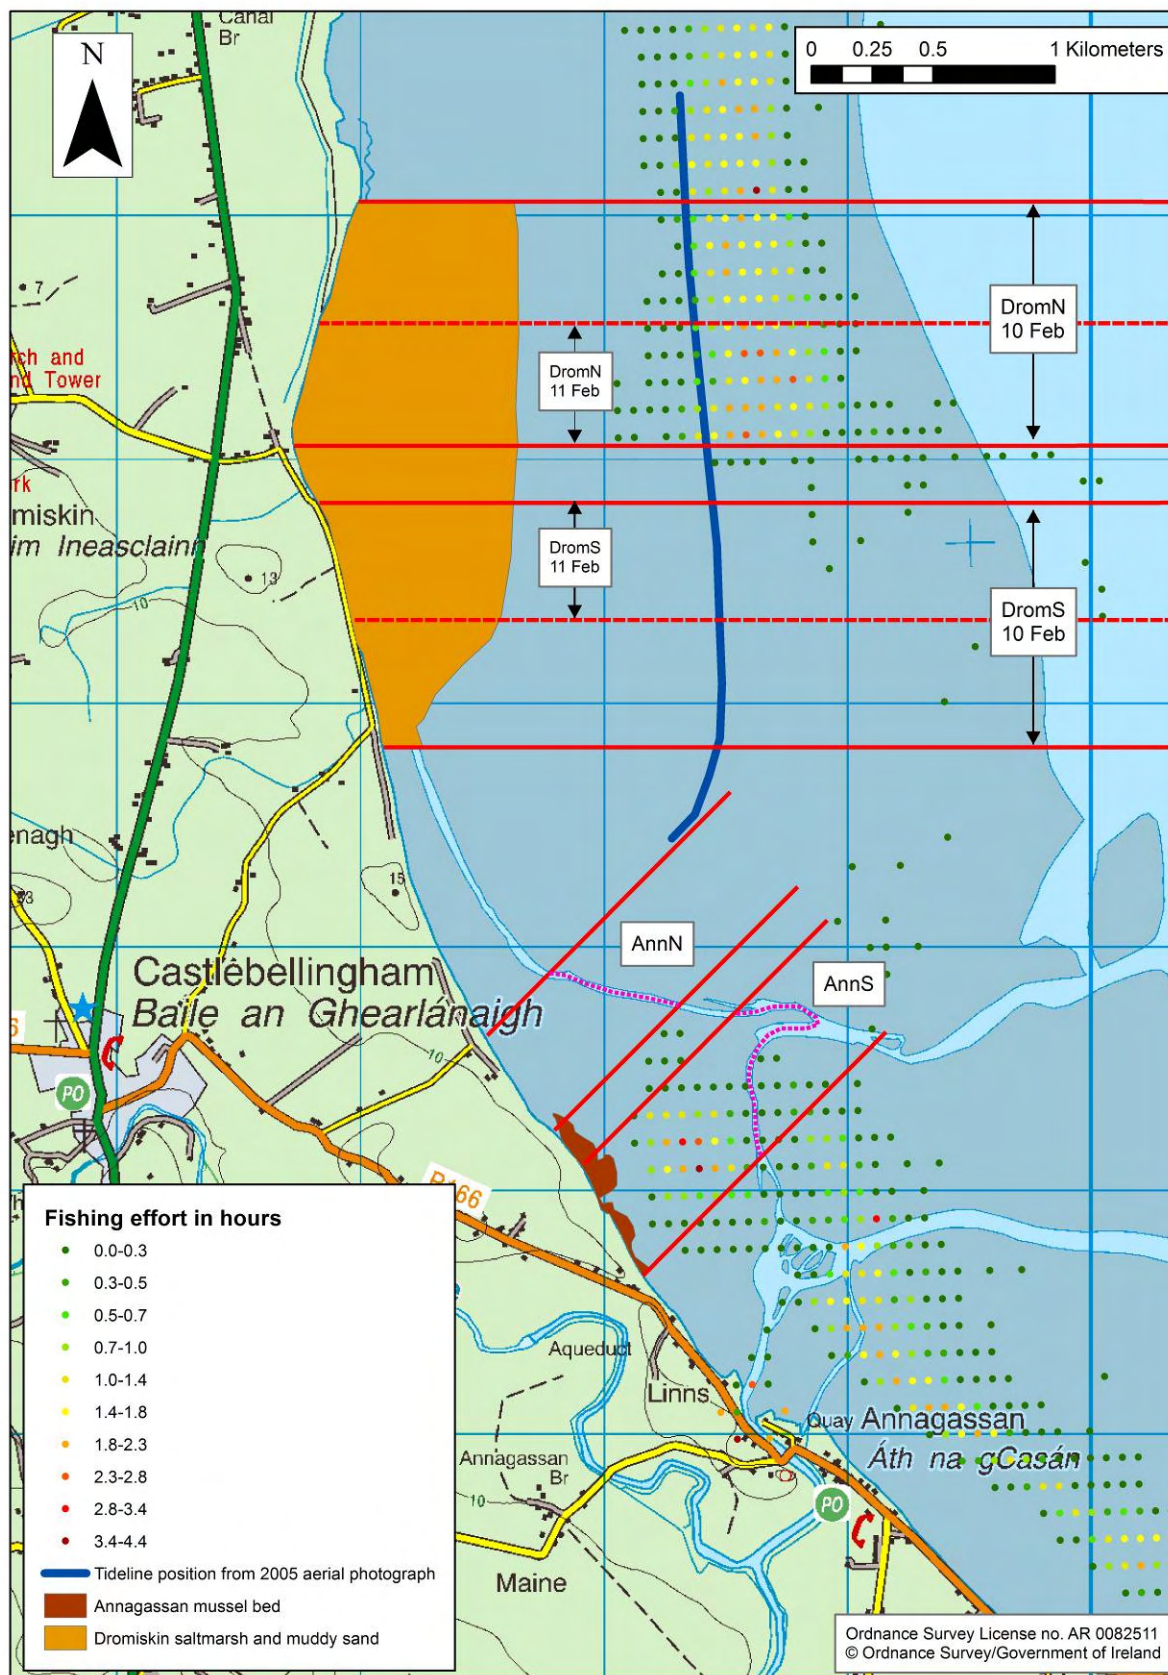 Canal
Br
N
0 0.25 0.5 1 Kilometers
7
DromN
10 Feb
DromN
11 Feb
ch and
nd Tower
rk
miskin
im Ineasclainn
13
10
DromS
11 Feb
DromS
10 Feb
enagh
33
15
AnnN
AnnS
Castlebellingham
Baile an Ghearlánaigh
10
PO
R166
Fishing effort in hours
0.0-0.3
0.3-0.5
0.5-0.7
0.7-1.0
1.0-1.4
1.4-1.8
1.8-2.3
2.3-2.8
2.8-3.4
3.4-4.4
Tideline position from 2005 aerial photograph
Annagassan mussel bed
Dromiskin saltmarsh and muddy sand
Aqueduct
Linns
Quay
Annagassan
Áth na gCasán
Annagassan
Br
10
PO
Maine
Ordnance Survey License no. AR 0082511
© Ordnance Survey/Government of Ireland